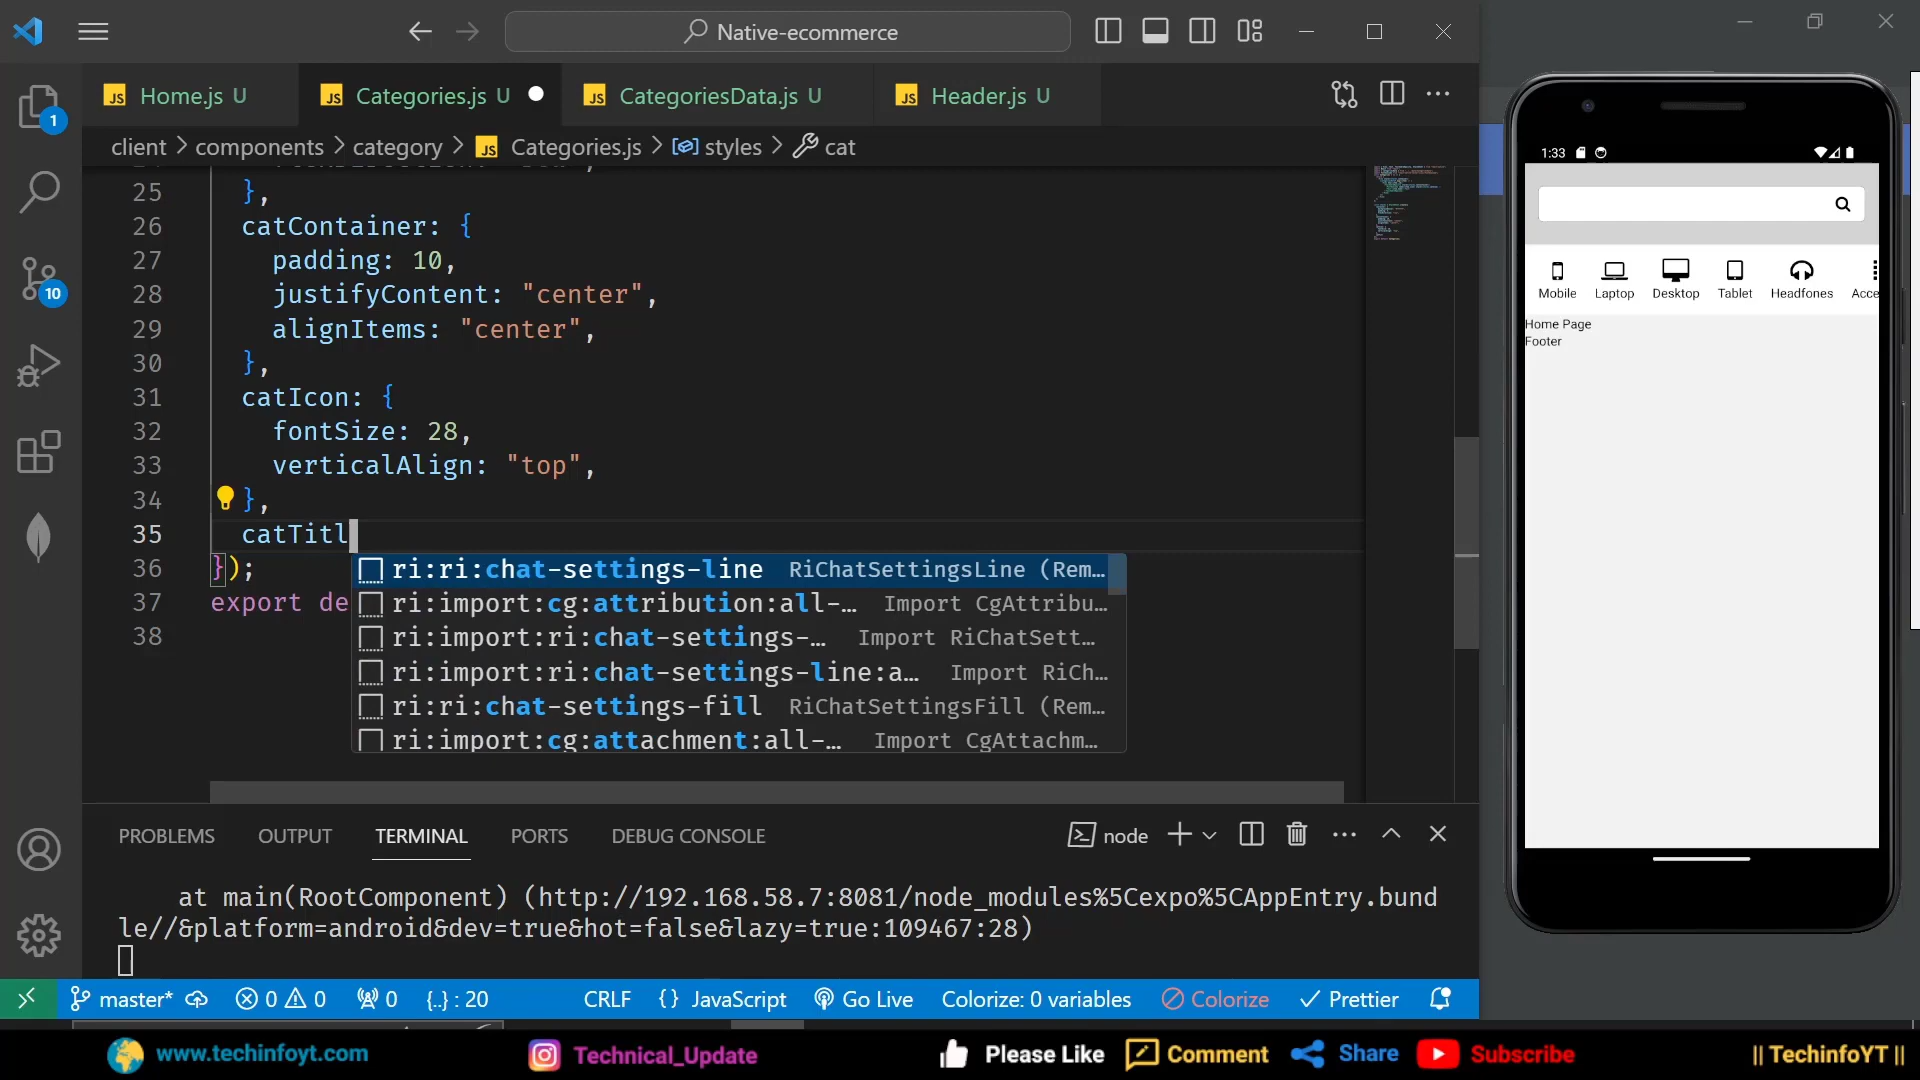 Native-ecommerce
JS Home.js U
JS Categories.js U
JS CategoriesData.js U
JS Header.js U
client > components > category > JS Categories.js > styles > cat
25 },
26 catContainer: {
27 padding: 10,
28 justifyContent: "center",
29 alignItems: "center",
30 },
31 catIcon: {
32 fontSize: 28,
33 verticalAlign: "top",
34 },
35 catTitl
36 });
37 export de
38
ri:ri:chat-settings-line RiChatSettingsLine (Rem…
ri:import:cg:attribution:all-… Import CgAttribu…
ri:import:ri:chat-settings-… Import RiChatSett…
ri:import:ri:chat-settings-line:a… Import RiCh…
ri:ri:chat-settings-fill RiChatSettingsFill (Rem…
ri:import:cg:attachment:all-… Import CgAttachm…
1
10
PROBLEMS OUTPUT TERMINAL PORTS DEBUG CONSOLE
node
at main(RootComponent) (http://192.168.58.7:8081/node_modules%5Cexpo%5CAppEntry.bund
le//&platform=android&dev=true&hot=false&lazy=true:109467:28)
master* 0 0 0 {..} : 20 CRLF {} JavaScript Go Live Colorize: 0 variables Colorize Prettier
1:33
Mobile Laptop Desktop Tablet Headfones Acce
Home Page
Footer
www.techinfoyt.com Technical_Update Please Like Comment Share Subscribe || TechinfoYT ||